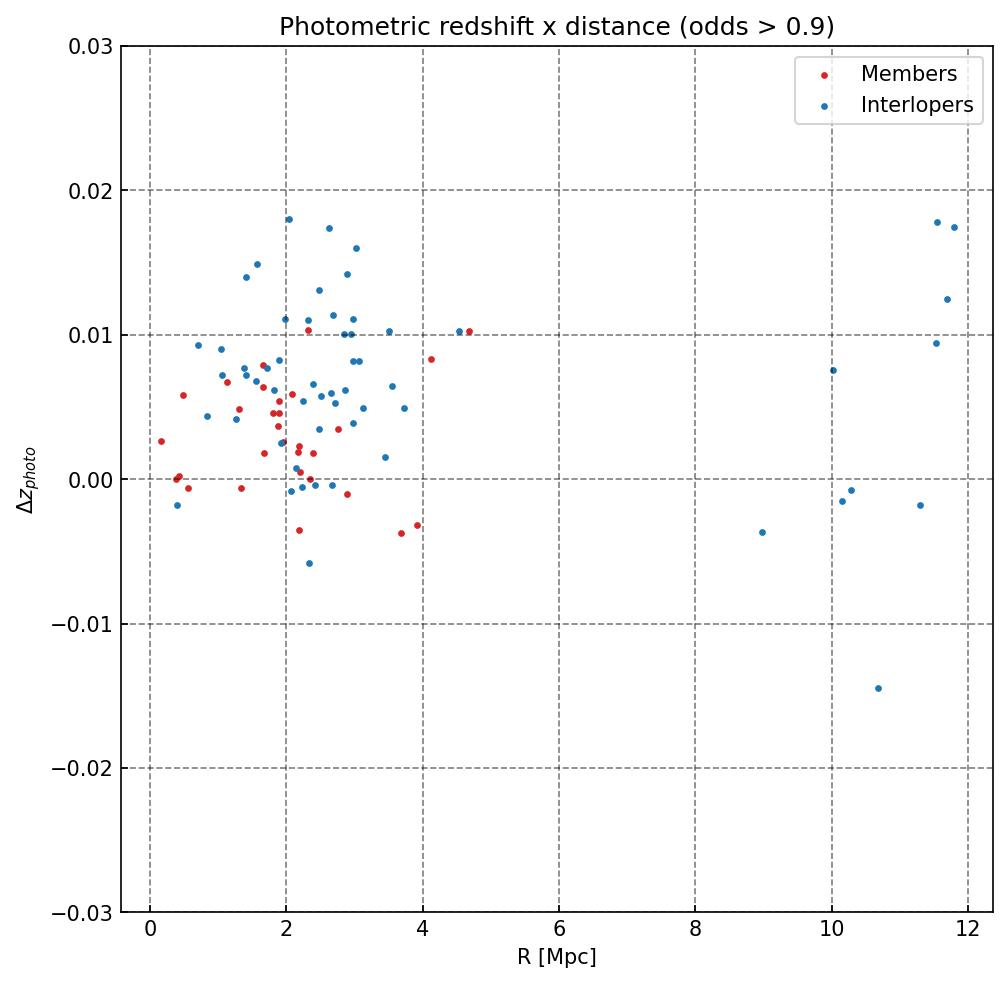 Photometric redshift x distance (odds > 0.9)
Members
Interlopers
0.03
0.02
0.01
0.00
−0.01
−0.02
−0.03
Δz_photo
0 2 4 6 8 10 12
R [Mpc]